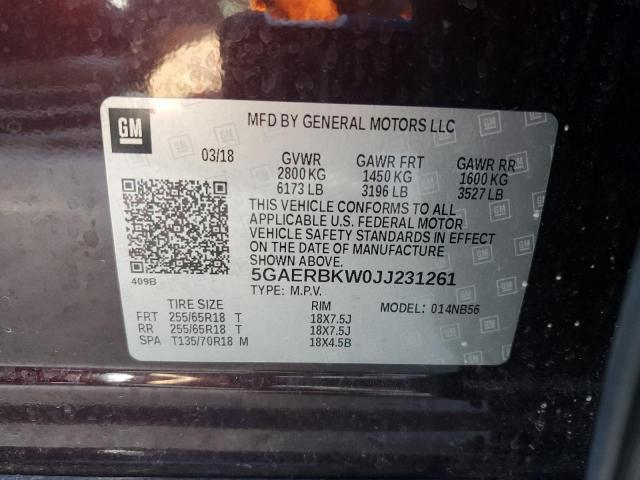 GM
MFD BY GENERAL MOTORS LLC
03/18 GVWR GAWR FRT GAWR RR
2800 KG 1450 KG 1600 KG
6173 LB 3196 LB 3527 LB
THIS VEHICLE CONFORMS TO ALL
APPLICABLE U.S. FEDERAL MOTOR
VEHICLE SAFETY STANDARDS IN EFFECT
ON THE DATE OF MANUFACTURE
SHOWN ABOVE.
409B
5GAERBKW0JJ231261
TYPE: M.P.V.
TIRE SIZE RIM MODEL: 014NB56
FRT 255/65R18 T 18X7.5J
RR 255/65R18 T 18X7.5J
SPA T135/70R18 M 18X4.5B